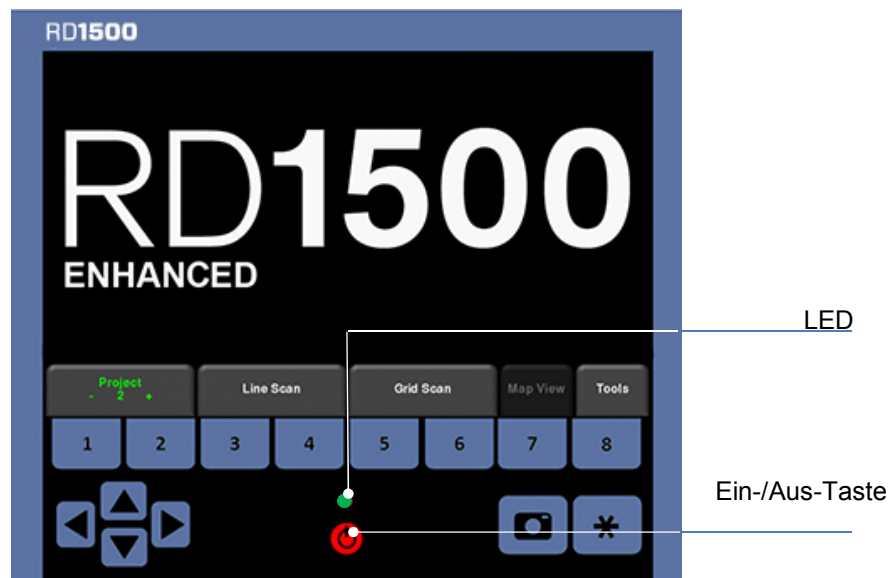 RD1500
RD1500
ENHANCED
LED
Project
- 2 +
Line Scan
Grid Scan
Map View
Tools
1 2 3 4 5 6 7 8
Ein-/Aus-Taste